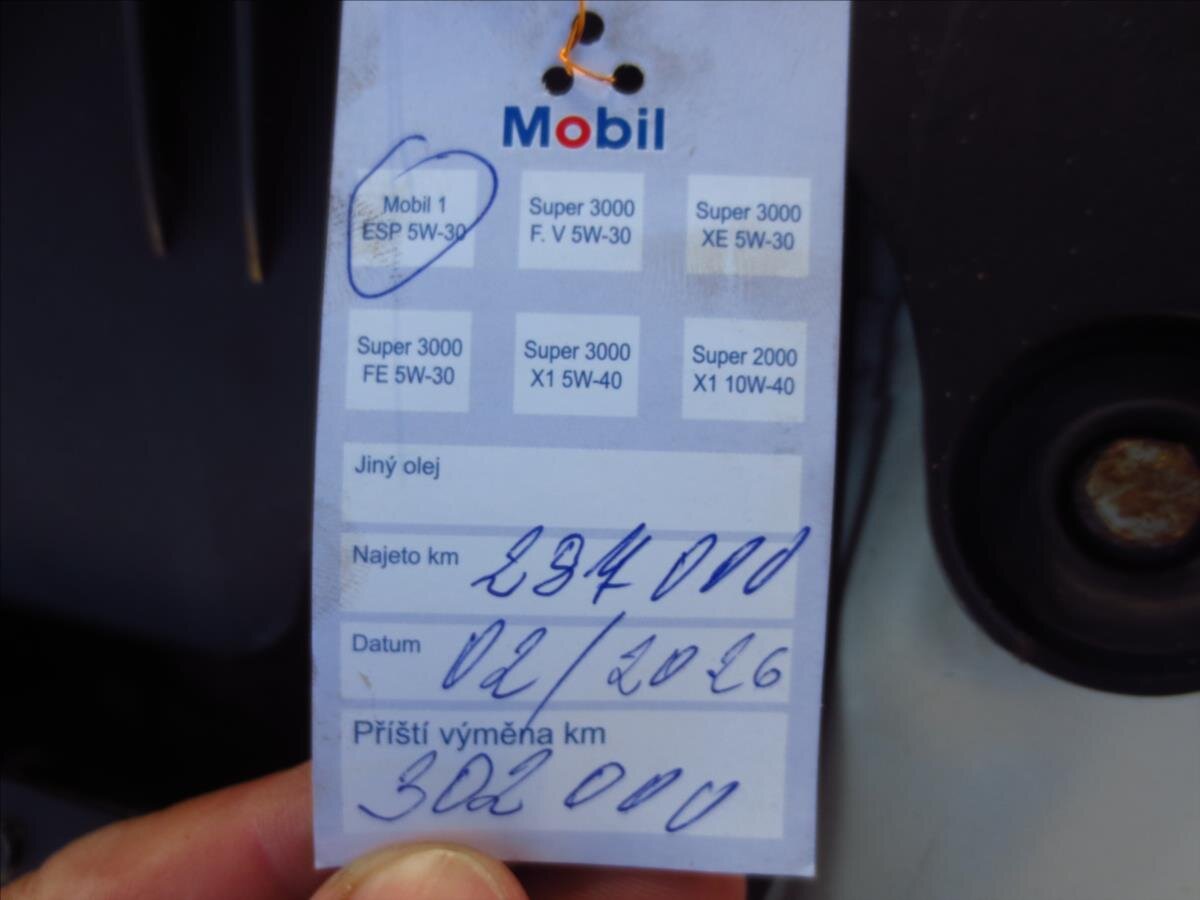 Mobil
Mobil 1
ESP 5W-30
Super 3000
F. V 5W-30
Super 3000
XE 5W-30
Super 3000
FE 5W-30
Super 3000
X1 5W-40
Super 2000
X1 10W-40
Jiný olej
Najeto km 287 000
Datum 02/2026
Příští výměna km
302 000